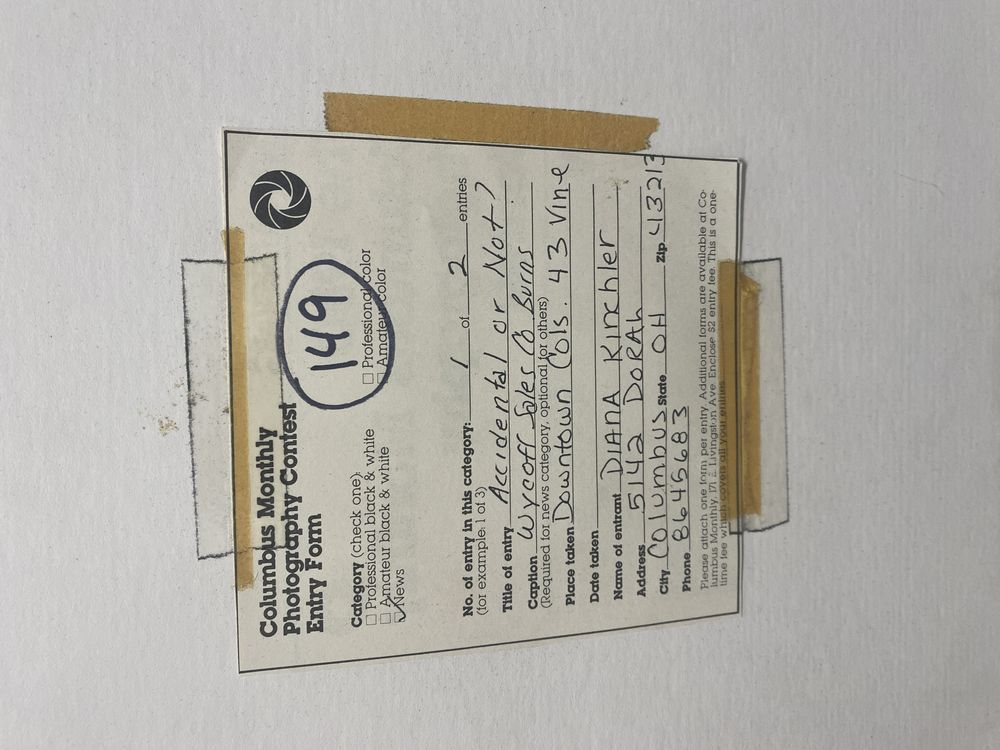 Columbus Monthly
Photography Contest
Entry Form
149
Category (check one):
☐ Professional black & white
☐ Amateur black & white
☑ News
☐ Professional color
☐ Amateur color
No. of entry in this category: 1 of 2 entries
(for example: 1 of 3)
Title of entry Accidental or Not?
Caption Wycoff Sales Co Burns
(Required for news category, optional for others)
Place taken Downtown Cols. 43 Vine
Date taken
Name of entrant DIANA Kirchler
Address 5142 DORAh
City Columbus State OH Zip 43213
Phone 8645683
Please attach one form per entry. Additional forms are available at Co-
lumbus Monthly, 171 E. Livingston Ave. Enclose $2 entry fee. This is a one-
time fee which covers all your entries.